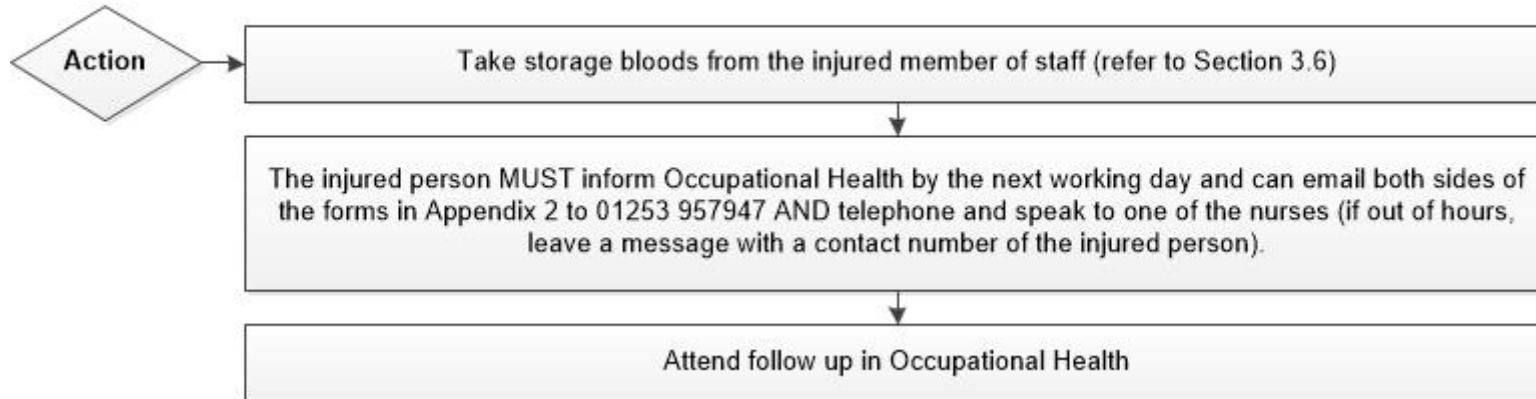 Action
Take storage bloods from the injured member of staff (refer to Section 3.6)
The injured person MUST inform Occupational Health by the next working day and can email both sides of
the forms in Appendix 2 to 01253 957947 AND telephone and speak to one of the nurses (if out of hours,
leave a message with a contact number of the injured person).
Attend follow up in Occupational Health